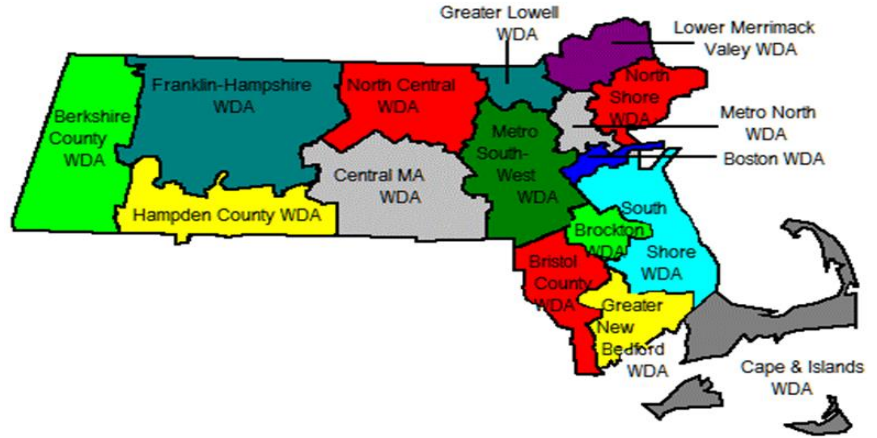 Greater Lowell
WDA
Lower Merrimack
Valey WDA
North
Shore
WDA
Franklin-Hampshire
WDA
North Central
WDA
Berkshire
County
WDA
Metro North
WDA
Metro
South-
West
WDA
Boston WDA
Central MA
WDA
Hampden County WDA
South
Shore
WDA
Brockton
WDA
Bristol
County
WDA
Greater
New
Bedford
WDA
Cape & Islands
WDA